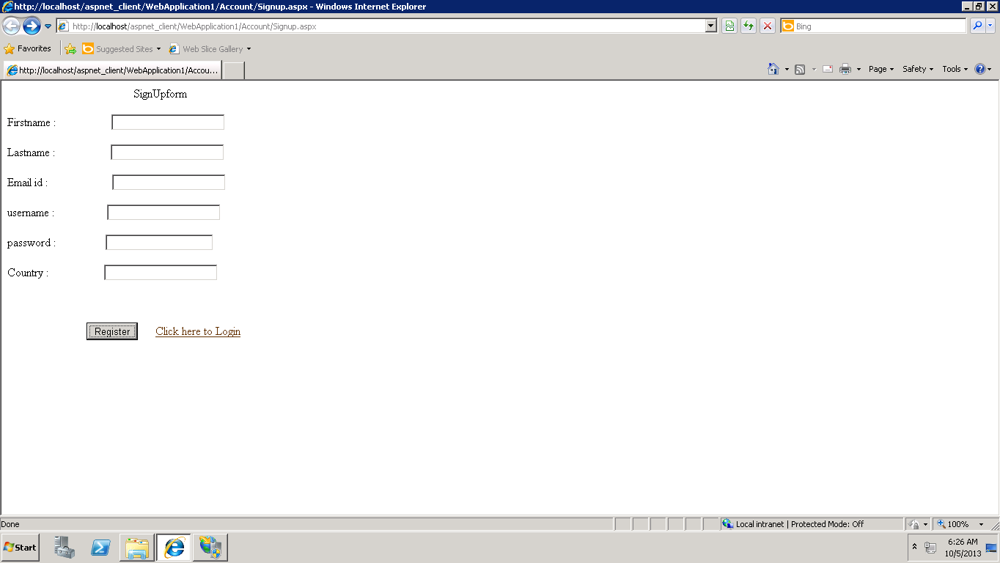 http://localhost/aspnet_client/WebApplication1/Account/Signup.aspx - Windows Internet Explorer
http://localhost/aspnet_client/WebApplication1/Account/Signup.aspx Bing
Favorites Suggested Sites Web Slice Gallery
http://localhost/aspnet_client/WebApplication1/Accou... Page Safety Tools
SignUpform
Firstname :
Lastname :
Email id :
username :
password :
Country :
Register Click here to Login
Done Local intranet | Protected Mode: Off 100%
Start 6:26 AM
10/5/2013